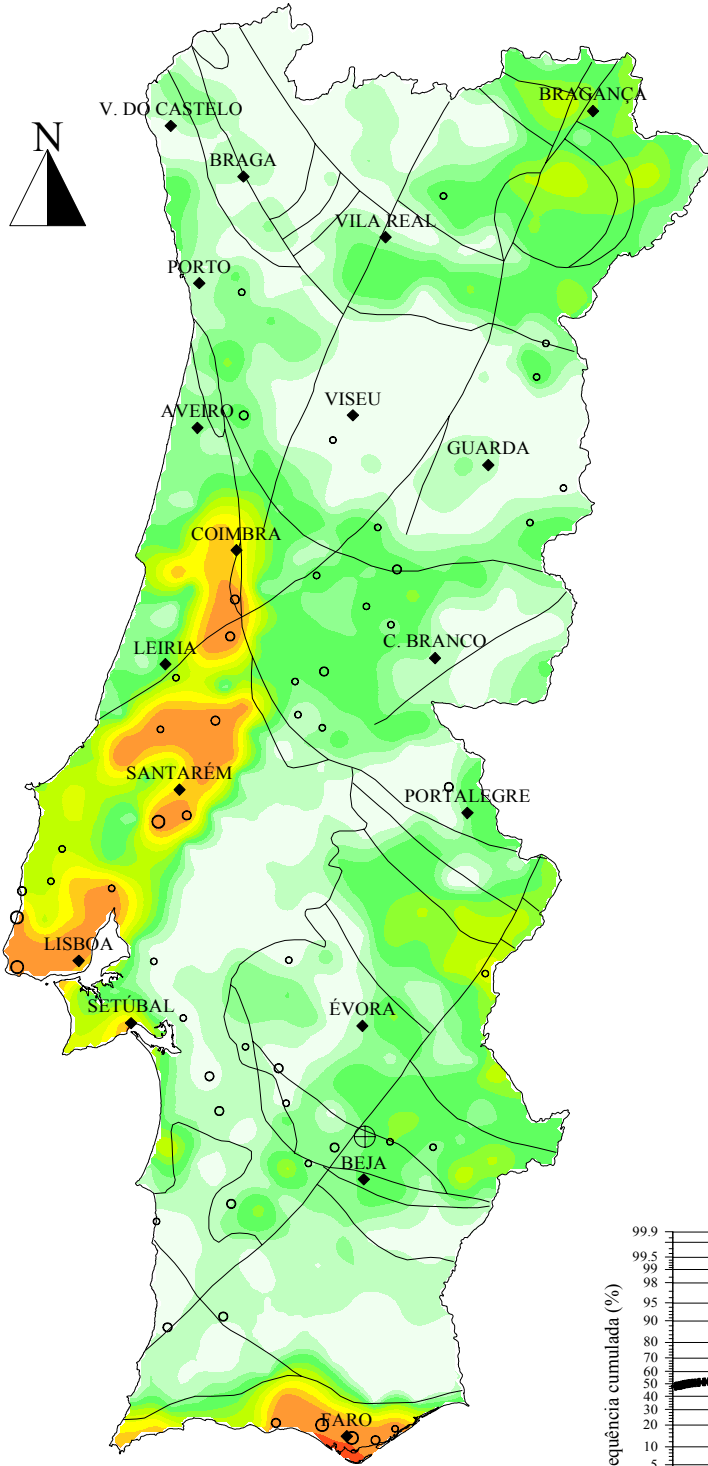 BRAGANÇA
V. DO CASTELO
N
BRAGA
VILA REAL
PORTO
VISEU
AVEIRO
GUARDA
COIMBRA
C. BRANCO
LEIRIA
SANTARÉM
PORTALEGRE
LISBOA
SETÚBAL
ÉVORA
BEJA
FARO
equência cumulada (%)
99.9
99.5
99
98
95
90
80
70
60
50
40
30
20
10
5